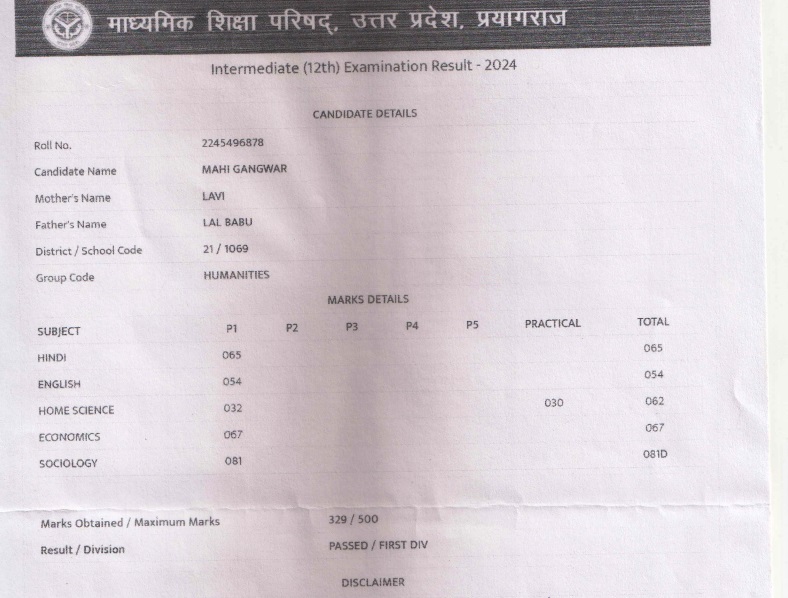 माध्यमिक शिक्षा परिषद्, उत्तर प्रदेश, प्रयागराज
Intermediate (12th) Examination Result - 2024
CANDIDATE DETAILS
Roll No. 2245496878
Candidate Name MAHI GANGWAR
Mother's Name LAVI
Father's Name LAL BABU
District / School Code 21 / 1069
Group Code HUMANITIES
MARKS DETAILS
SUBJECT P1 P2 P3 P4 P5 PRACTICAL TOTAL
HINDI 065 065
ENGLISH 054 054
HOME SCIENCE 032 030 062
ECONOMICS 067 067
SOCIOLOGY 081 081D
Marks Obtained / Maximum Marks 329 / 500
Result / Division PASSED / FIRST DIV
DISCLAIMER